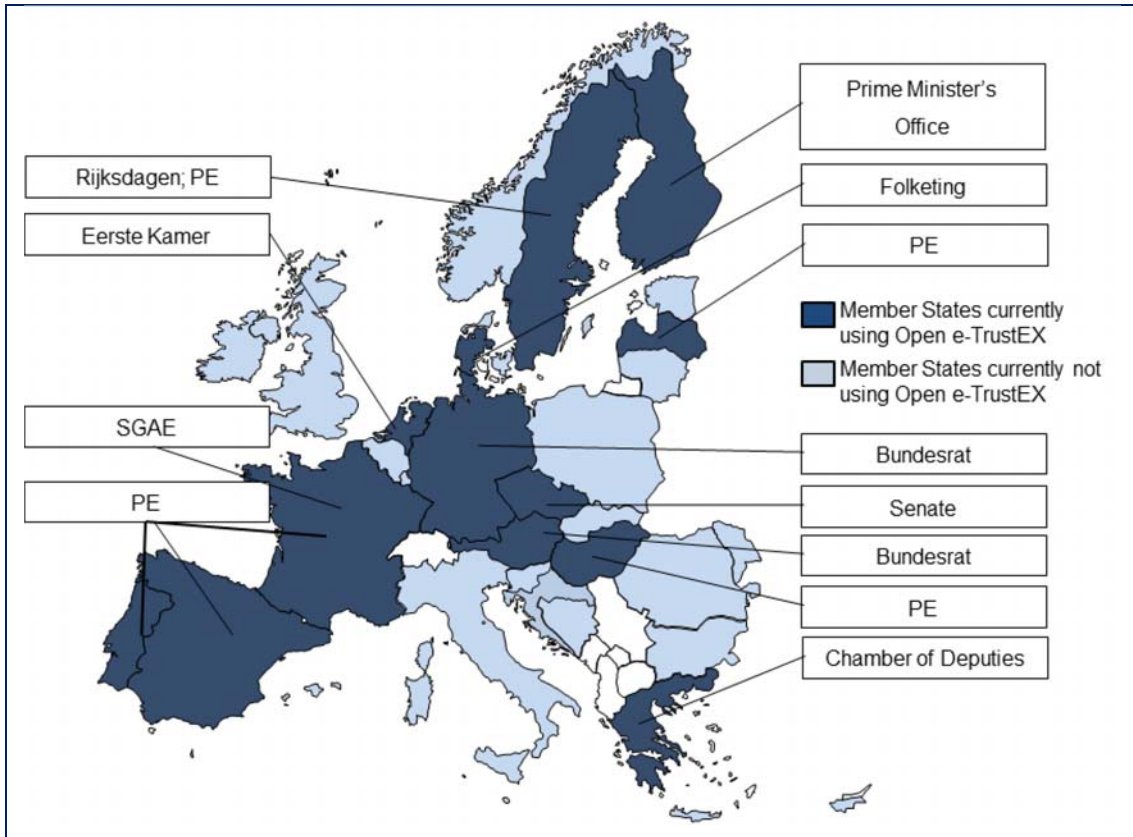 Prime Minister's
Office
Rijksdagen; PE
Folketing
Eerste Kamer
PE
Member States currently
using Open e-TrustEX
Member States currently not
using Open e-TrustEX
SGAE
Bundesrat
PE
Senate
Bundesrat
PE
Chamber of Deputies